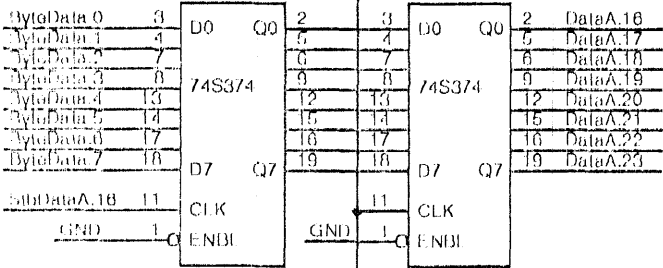 ByteData.0 3 D0 Q0 2 3 D0 Q0 2 DataA.16
ByteData.1 4 5 4 5 DataA.17
ByteData.2 7 6 7 6 DataA.18
ByteData.3 8 74S374 9 8 74S374 9 DataA.19
ByteData.4 13 12 13 12 DataA.20
ByteData.5 14 15 14 15 DataA.21
ByteData.6 17 16 17 16 DataA.22
ByteData.7 18 D7 Q7 19 18 D7 Q7 19 DataA.23
StbDataA.16 11 CLK 11 CLK
GND 1 ENBL GND 1 ENBL